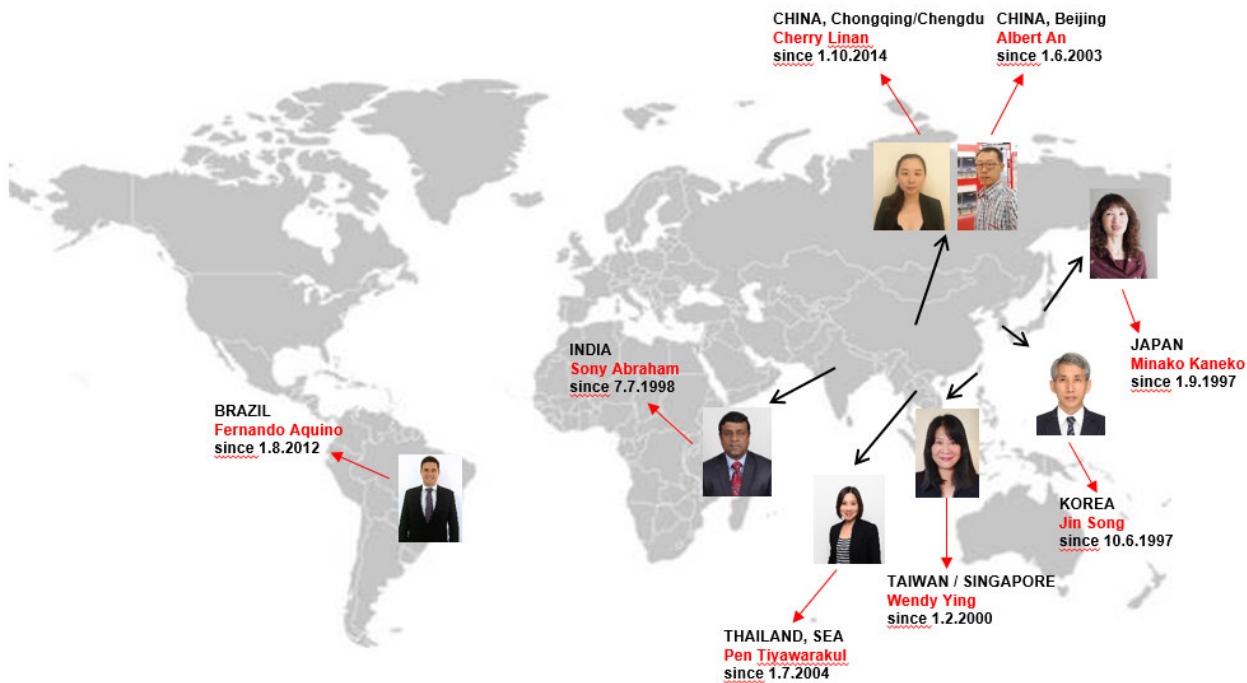 CHINA, Chongqing/Chengdu
Cherry Linan
since 1.10.2014
CHINA, Beijing
Albert An
since 1.6.2003
JAPAN
Minako Kaneko
since 1.9.1997
INDIA
Sony Abraham
since 7.7.1998
BRAZIL
Fernando Aquino
since 1.8.2012
KOREA
Jin Song
since 10.6.1997
TAIWAN / SINGAPORE
Wendy Ying
since 1.2.2000
THAILAND, SEA
Pen Tiyawarakul
since 1.7.2004